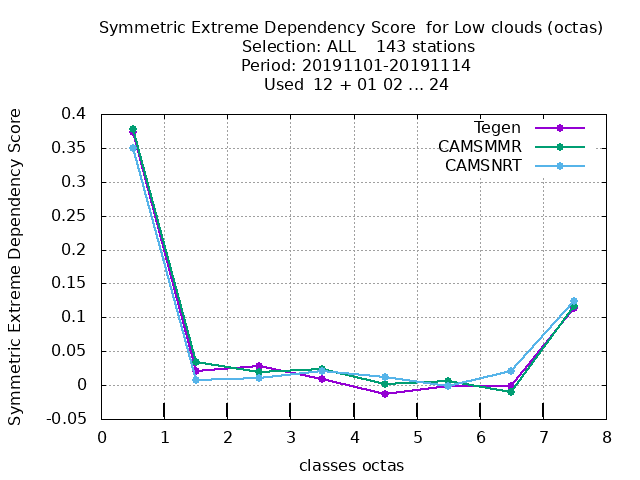 Symmetric Extreme Dependency Score  for Low clouds (octas)
Selection: ALL    143 stations
Period: 20191101-20191114
Used  12 + 01 02 ... 24
Symmetric Extreme Dependency Score
0.4
0.35
0.3
0.25
0.2
0.15
0.1
0.05
0
-0.05
Tegen
CAMSMMR
CAMSNRT
0 1 2 3 4 5 6 7 8
classes octas